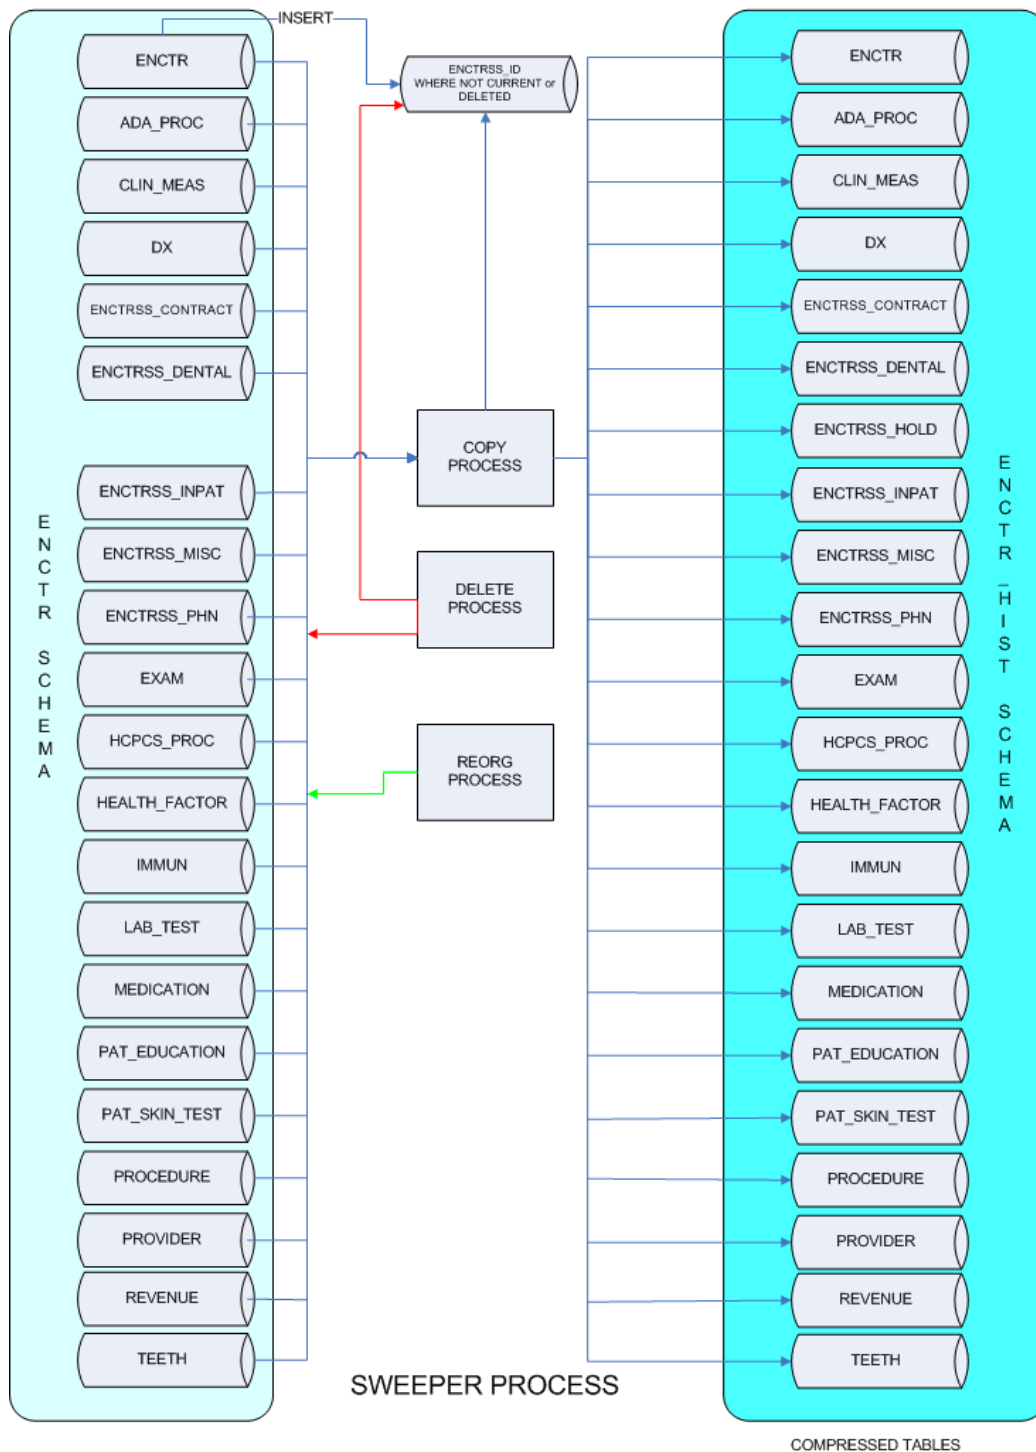 INSERT
ENCTR
ADA_PROC
CLIN_MEAS
DX
ENCTRSS_CONTRACT
ENCTRSS_DENTAL
ENCTRSS_INPAT
ENCTRSS_MISC
ENCTRSS_PHN
EXAM
HCPCS_PROC
HEALTH_FACTOR
IMMUN
LAB_TEST
MEDICATION
PAT_EDUCATION
PAT_SKIN_TEST
PROCEDURE
PROVIDER
REVENUE
TEETH
ENCTR SCHEMA
ENCTRSS_ID
WHERE NOT CURRENT or
DELETED
COPY
PROCESS
DELETE
PROCESS
REORG
PROCESS
ENCTR
ADA_PROC
CLIN_MEAS
DX
ENCTRSS_CONTRACT
ENCTRSS_DENTAL
ENCTRSS_HOLD
ENCTRSS_INPAT
ENCTRSS_MISC
ENCTRSS_PHN
EXAM
HCPCS_PROC
HEALTH_FACTOR
IMMUN
LAB_TEST
MEDICATION
PAT_EDUCATION
PAT_SKIN_TEST
PROCEDURE
PROVIDER
REVENUE
TEETH
ENCTR_HIST SCHEMA
SWEEPER PROCESS
COMPRESSED TABLES